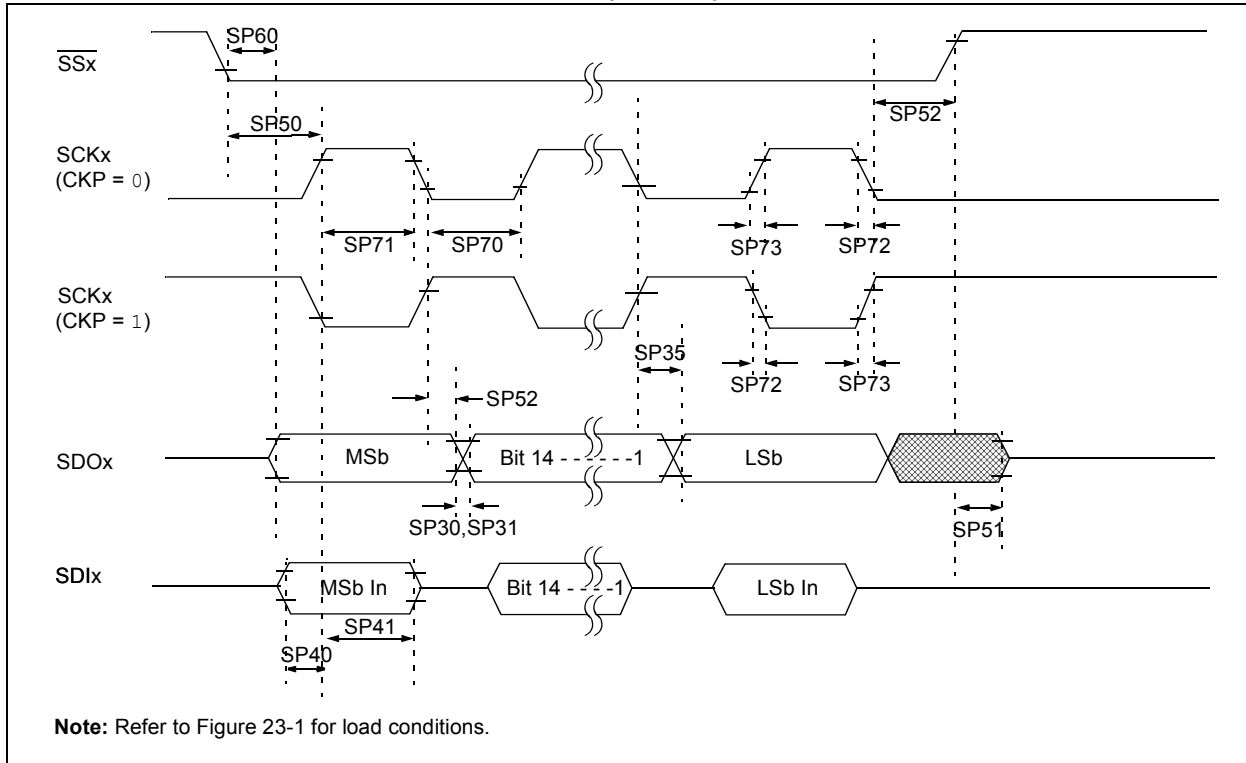 SP60
SSx
SP52
SP50
SCKx
(CKP = 0)
SP71
SP70
SP73
SP72
SCKx
(CKP = 1)
SP35
SP72
SP73
SP52
SDOx
MSb
Bit 14 - - - - - -1
LSb
SP30,SP31
SP51
SDIx
MSb In
Bit 14 - - - -1
LSb In
SP41
SP40
Note: Refer to Figure 23-1 for load conditions.